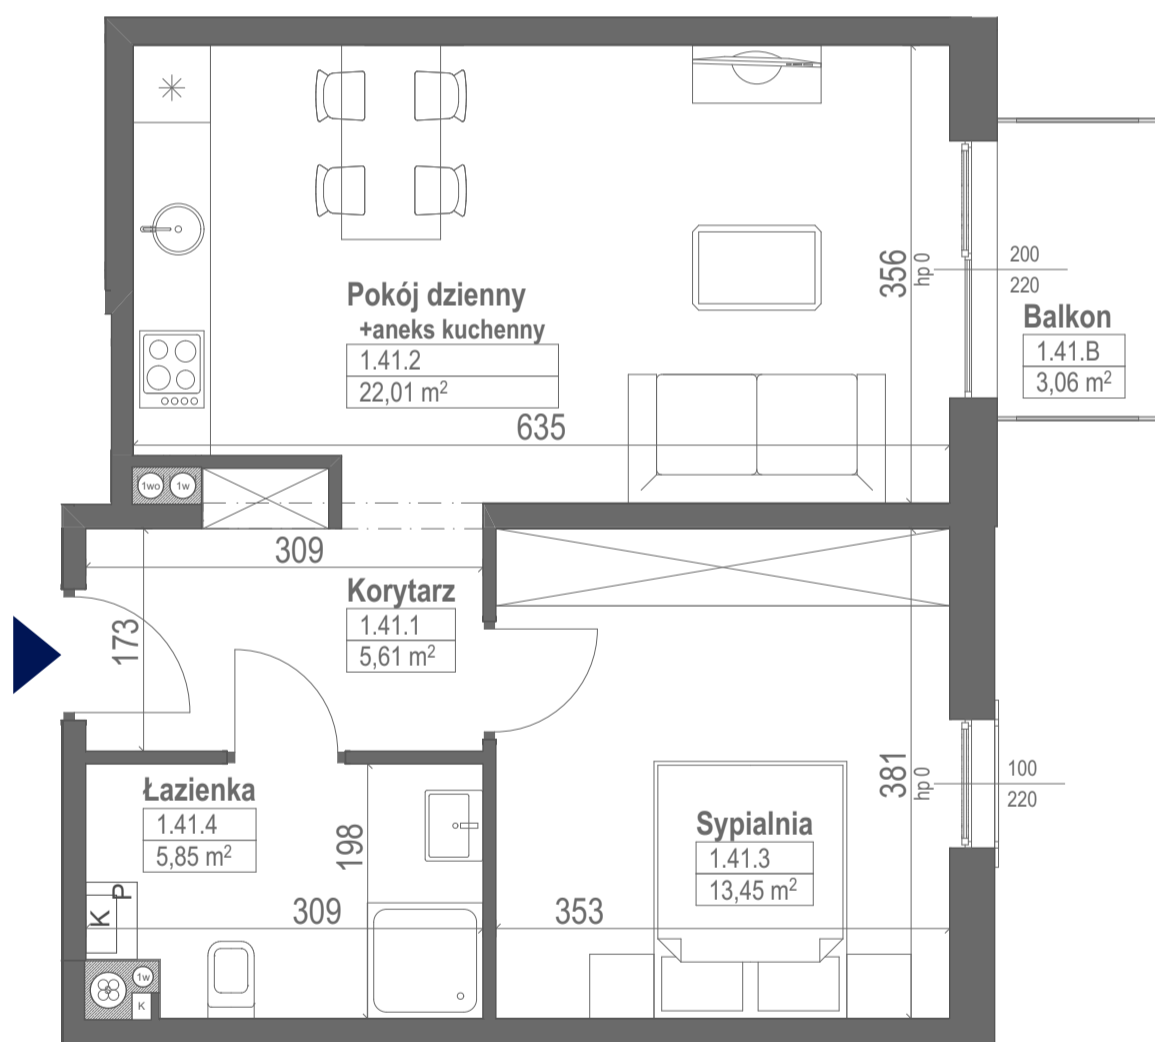 356
hp 0
200
220
Pokój dzienny
+aneks kuchenny
1.41.2
22,01 m²
Balkon
1.41.B
3,06 m²
635
1wo
1w
309
Korytarz
1.41.1
5,61 m²
173
381
hp 0
100
220
Łazienka
1.41.4
5,85 m²
198
Sypialnia
1.41.3
13,45 m²
P
K
309
353
1w
K